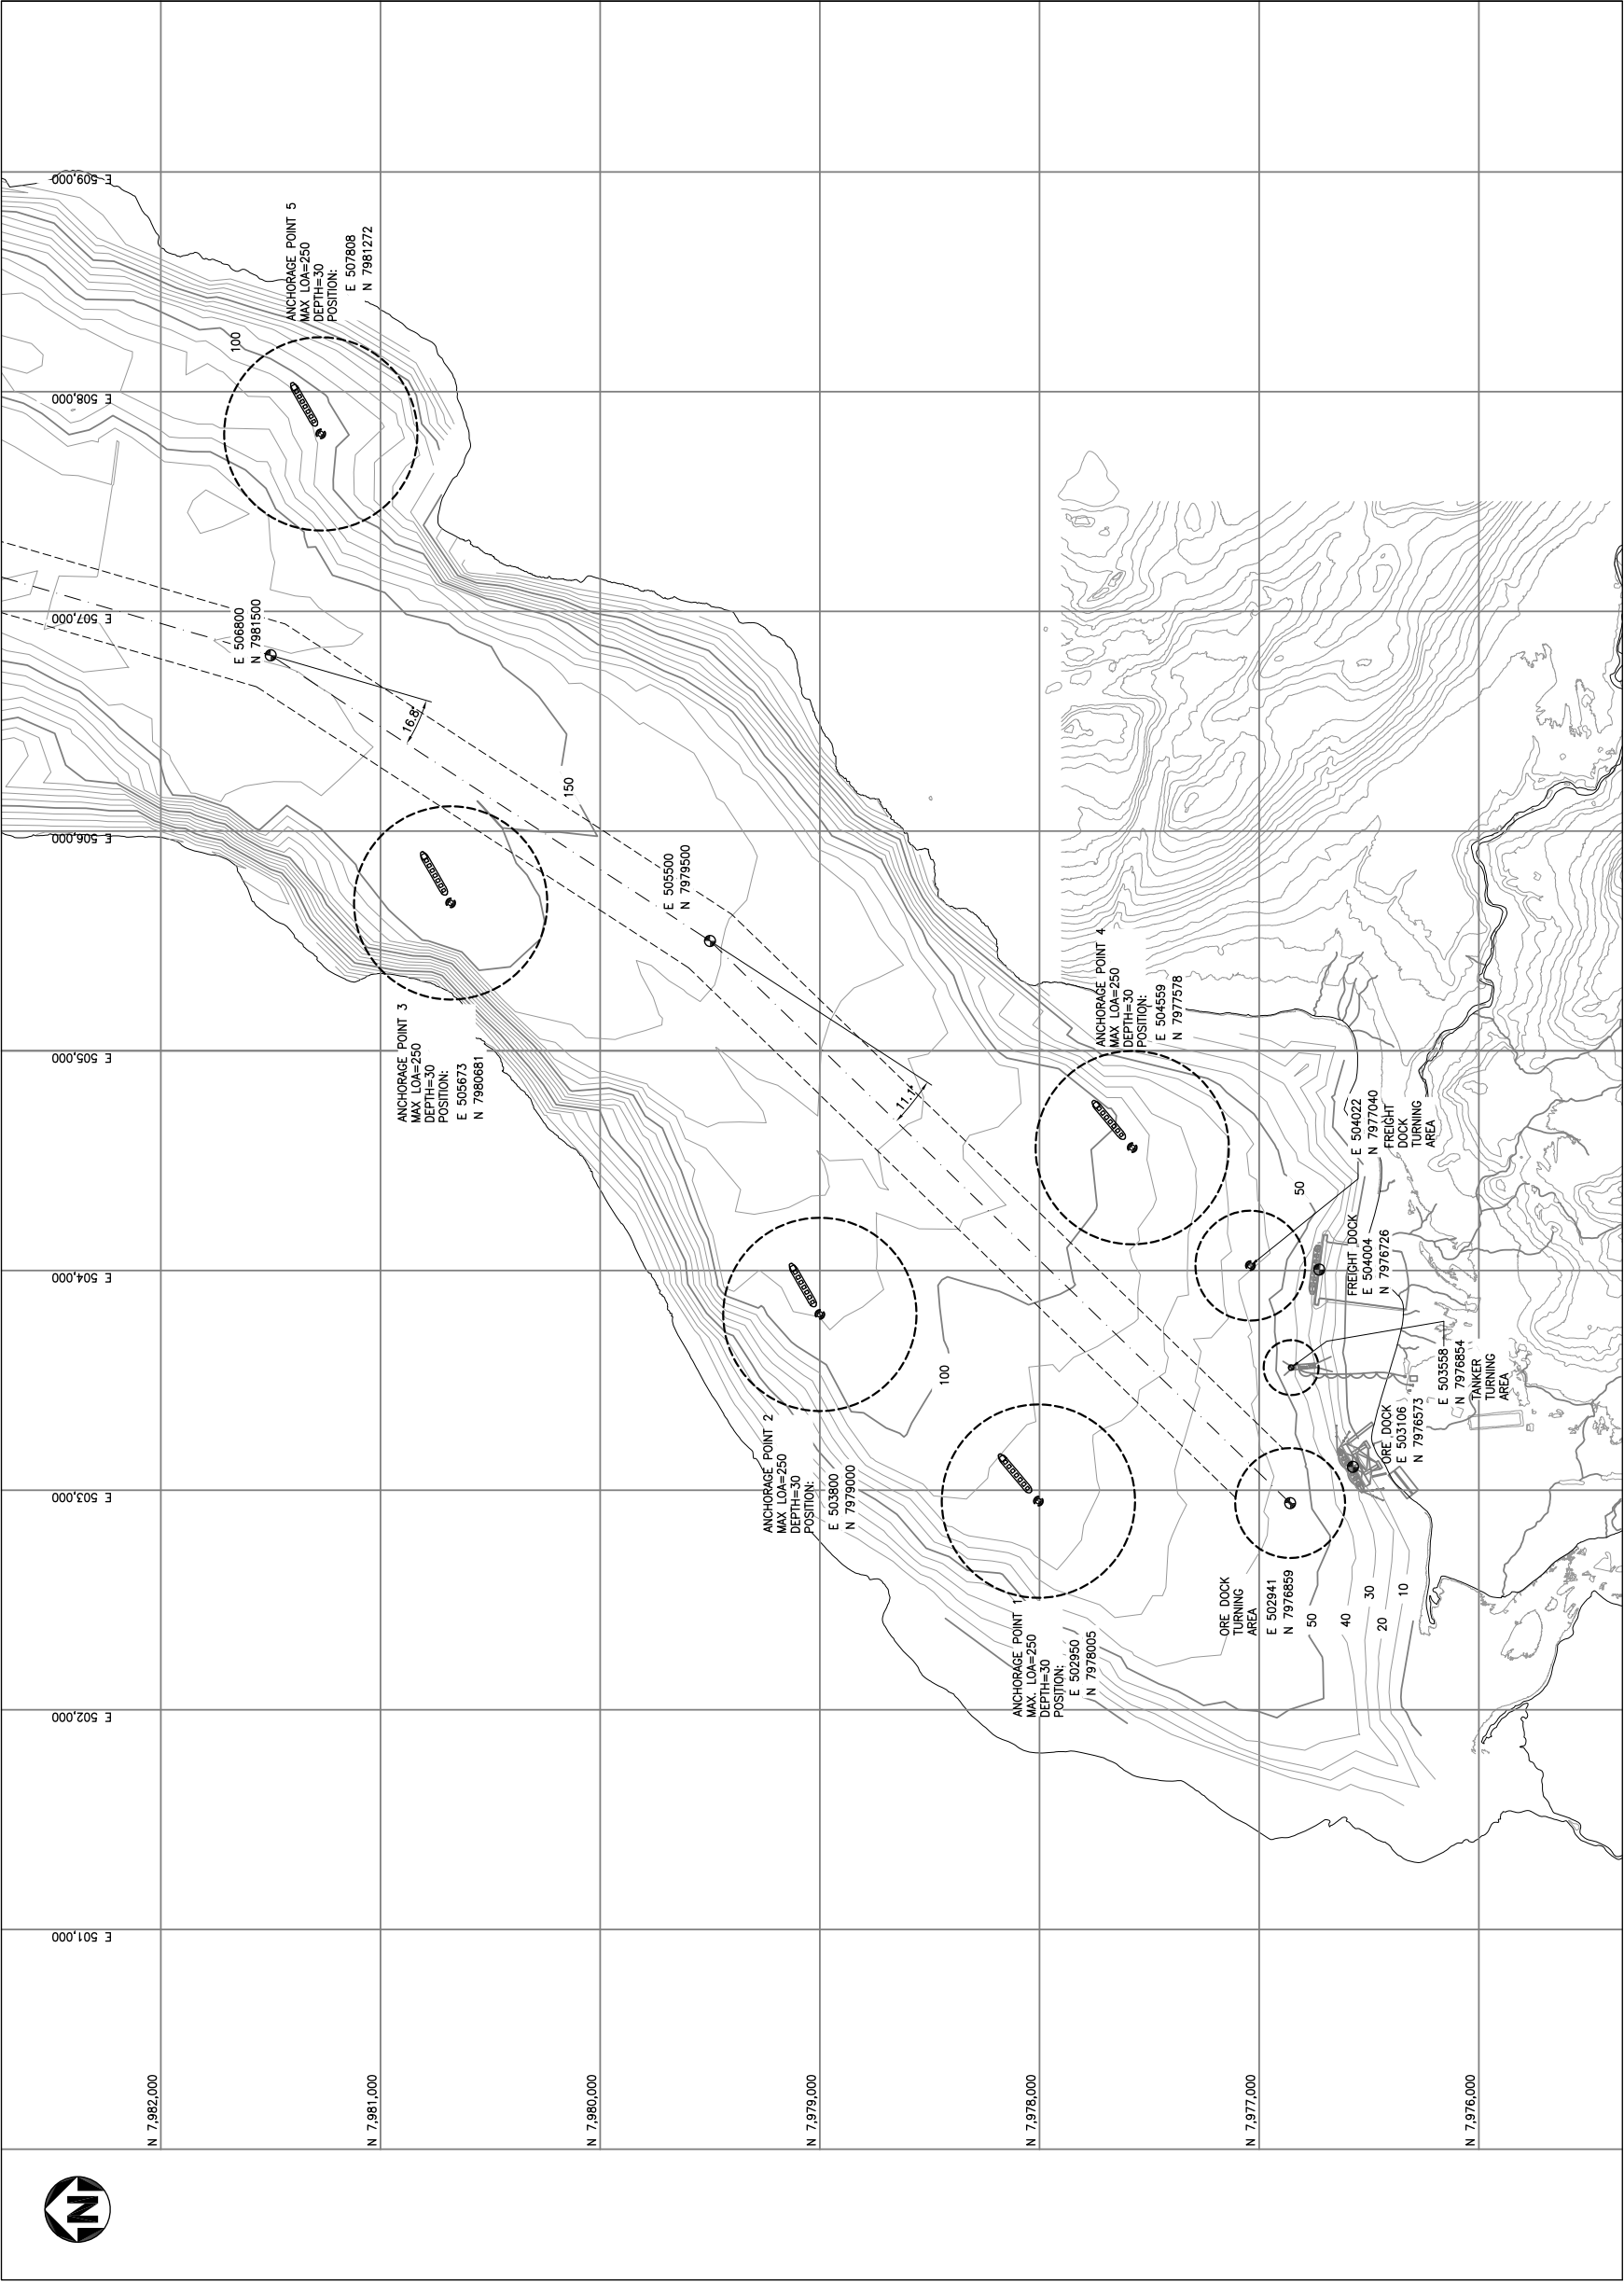 E 509,000
E 508,000
E 507,000
E 506,000
E 505,000
E 504,000
E 503,000
E 502,000
E 501,000
N 7,982,000
N 7,981,000
N 7,980,000
N 7,979,000
N 7,978,000
N 7,977,000
N 7,976,000
N
ANCHORAGE POINT 5
MAX LOA=250
DEPTH=30
POSITION:
E 507808
N 7981272
100
E 506800
N 7981500
16.8°
150
E 505500
N 7979500
11.1°
ANCHORAGE POINT 3
MAX LOA=250
DEPTH=30
POSITION:
E 505673
N 7980681
ANCHORAGE POINT 4
MAX LOA=250
DEPTH=30
POSITION:
E 504559
N 7977578
ANCHORAGE POINT 2
MAX LOA=250
DEPTH=30
POSITION:
E 503800
N 7979000
100
ANCHORAGE POINT 1
MAX. LOA=250
DEPTH=30
POSITION:
E 502950
N 7978005
50
E 504022
N 7977040
FREIGHT
DOCK
TURNING
AREA
FREIGHT DOCK
E 504004
N 7976726
E 503558
N 7976854
TANKER
TURNING
AREA
ORE DOCK
E 503106
N 7976573
ORE DOCK
TURNING
AREA
E 502941
N 7976859
50
40
30
20
10